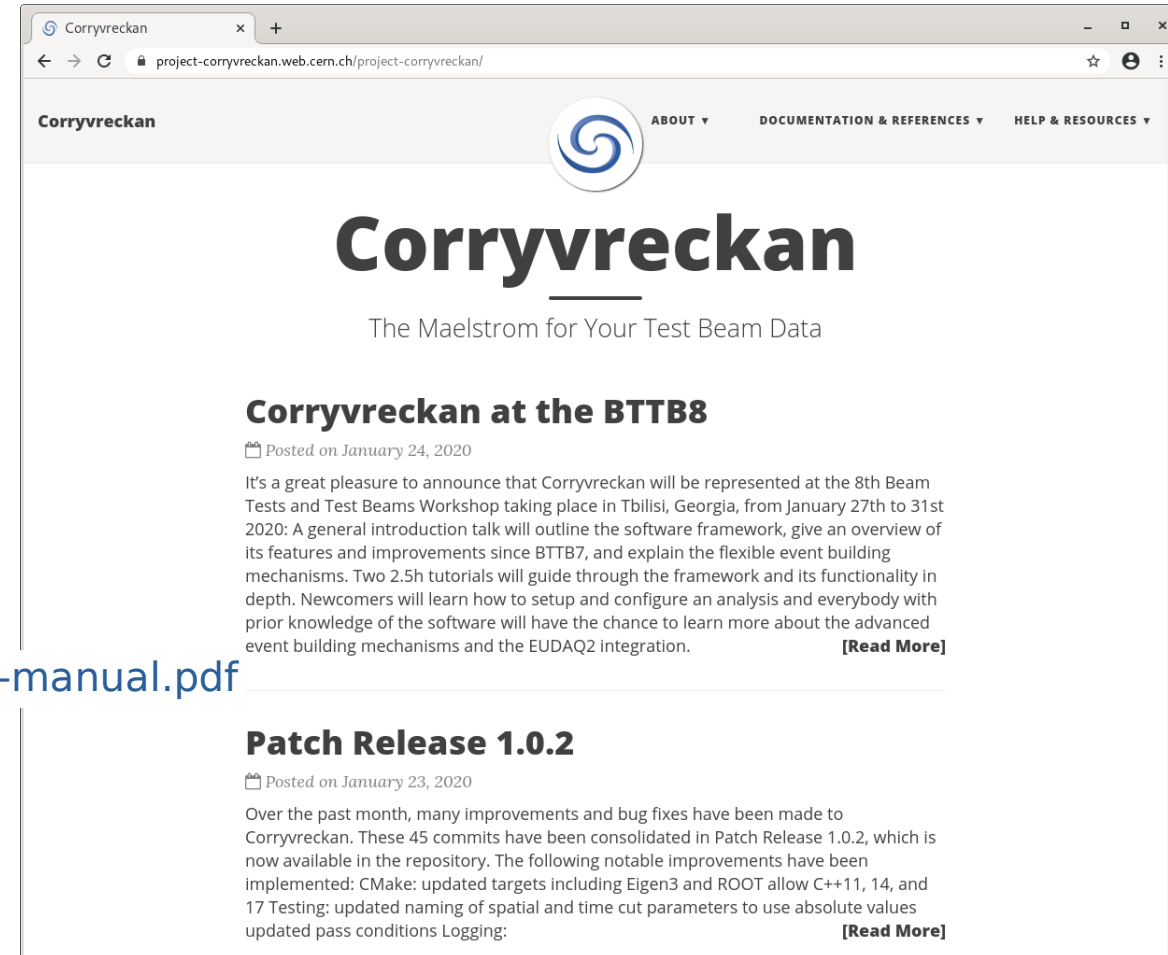 Corryvreckan
project-corryvreckan.web.cern.ch/project-corryvreckan/
Corryvreckan
ABOUT ▼
DOCUMENTATION & REFERENCES ▼
HELP & RESOURCES ▼
Corryvreckan
The Maelstrom for Your Test Beam Data
Corryvreckan at the BTTB8
Posted on January 24, 2020
It's a great pleasure to announce that Corryvreckan will be represented at the 8th Beam
Tests and Test Beams Workshop taking place in Tbilisi, Georgia, from January 27th to 31st
2020: A general introduction talk will outline the software framework, give an overview of
its features and improvements since BTTB7, and explain the flexible event building
mechanisms. Two 2.5h tutorials will guide through the framework and its functionality in
depth. Newcomers will learn how to setup and configure an analysis and everybody with
prior knowledge of the software will have the chance to learn more about the advanced
event building mechanisms and the EUDAQ2 integration. [Read More]
-manual.pdf
Patch Release 1.0.2
Posted on January 23, 2020
Over the past month, many improvements and bug fixes have been made to
Corryvreckan. These 45 commits have been consolidated in Patch Release 1.0.2, which is
now available in the repository. The following notable improvements have been
implemented: CMake: updated targets including Eigen3 and ROOT allow C++11, 14, and
17 Testing: updated naming of spatial and time cut parameters to use absolute values
updated pass conditions Logging: [Read More]